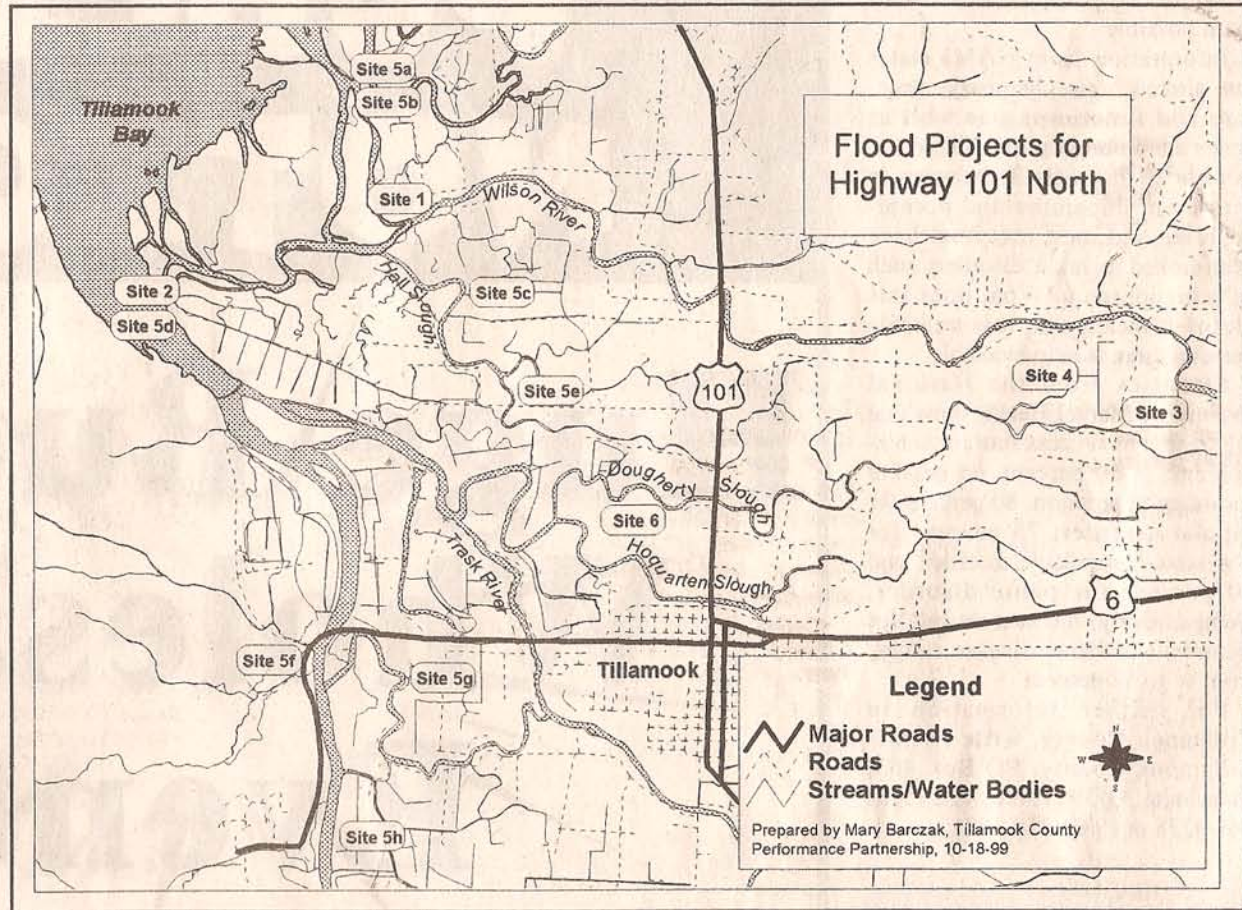 Flood Projects for
Highway 101 North
Tillamook
Bay
Site 5a
Site 5b
Site 1
Wilson River
Hall Slough
Site 5c
Site 2
Site 5d
Site 5e
101
Site 4
Site 3
Dougherty Slough
Site 6
Hoquarten Slough
Trask River
6
Site 5f
Site 5g
Tillamook
Site 5h
Legend
Major Roads
Roads
Streams/Water Bodies
N
W E
S
Prepared by Mary Barczak, Tillamook County
Performance Partnership, 10-18-99